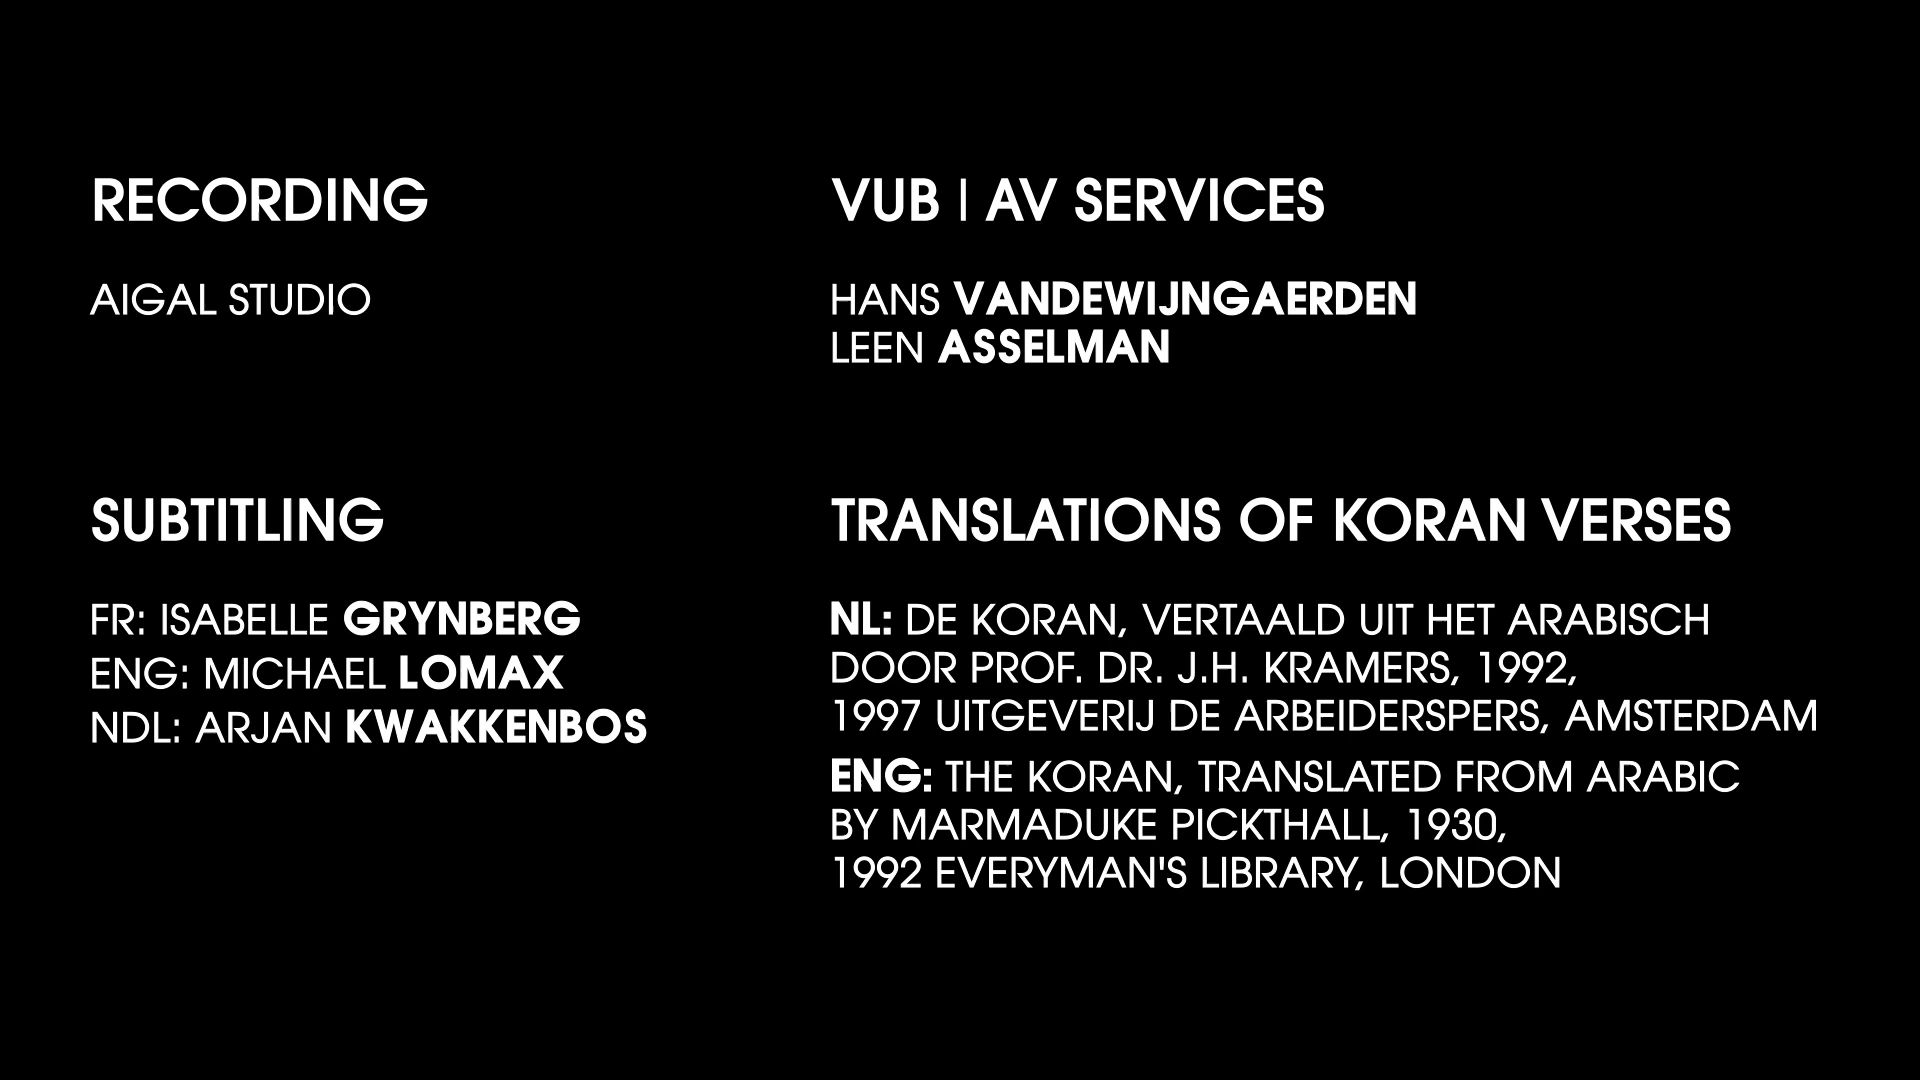 RECORDING
AIGAL STUDIO
VUB | AV SERVICES
HANS VANDEWIJNGAERDEN
LEEN ASSELMAN
SUBTITLING
FR: ISABELLE GRYNBERG
ENG: MICHAEL LOMAX
NDL: ARJAN KWAKKENBOS
TRANSLATIONS OF KORAN VERSES
NL: DE KORAN, VERTAALD UIT HET ARABISCH
DOOR PROF. DR. J.H. KRAMERS, 1992,
1997 UITGEVERIJ DE ARBEIDERSPERS, AMSTERDAM
ENG: THE KORAN, TRANSLATED FROM ARABIC
BY MARMADUKE PICKTHALL, 1930,
1992 EVERYMAN'S LIBRARY, LONDON